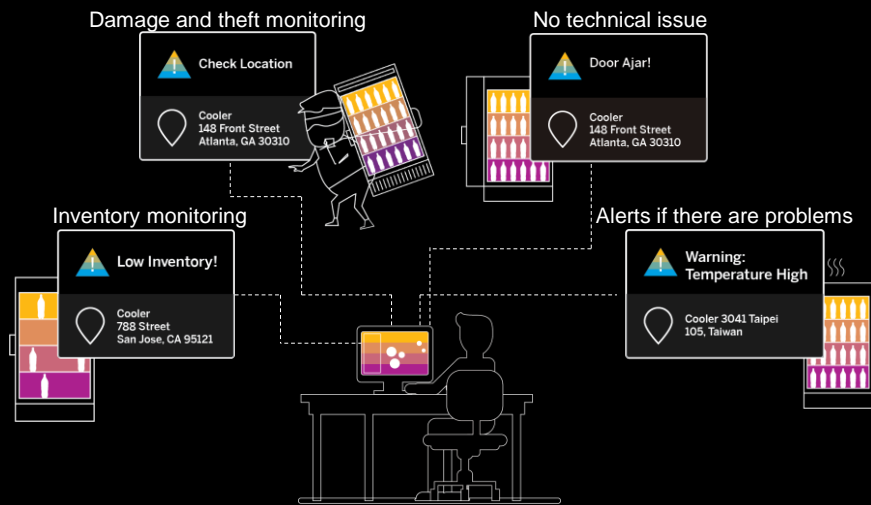 Damage and theft monitoring
Check Location
Cooler
148 Front Street
Atlanta, GA 30310
No technical issue
Door Ajar!
Cooler
148 Front Street
Atlanta, GA 30310
Inventory monitoring
Low Inventory!
Cooler
788 Street
San Jose, CA 95121
Alerts if there are problems
Warning:
Temperature High
Cooler 3041 Taipei
105, Taiwan